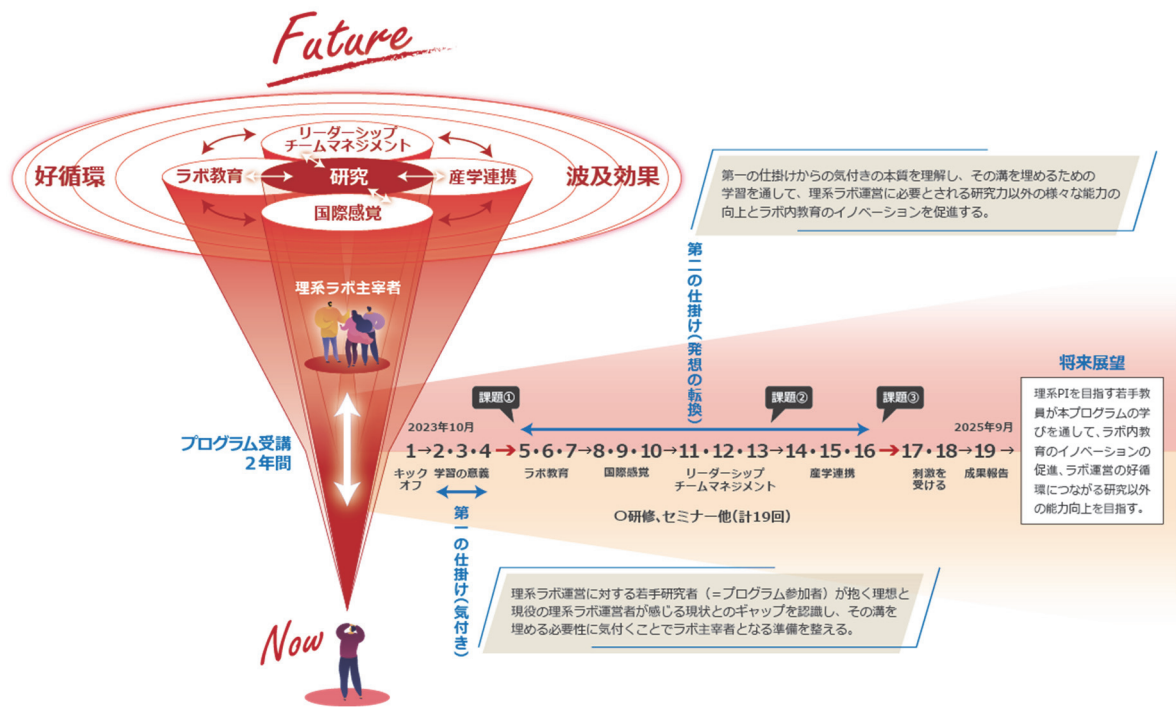 Future
好循環
波及効果
リーダーシップ
チームマネジメント
ラボ教育
研究
産学連携
国際感覚
理系ラボ主宰者
プログラム受講
2年間
Now
第一の仕掛けからの気付きの本質を理解し、その溝を埋めるための
学習を通して、理系ラボ運営に必要とされる研究力以外の様々な能力の
向上とラボ内教育のイノベーションを促進する。
第二の仕掛け(発想の転換)
課題①
課題②
課題③
2023年10月
2025年9月
1→2・3・4→5・6・7→8・9・10→11・12・13→14・15・16→17・18→19→
キック
オフ
学習の意義
ラボ教育
国際感覚
リーダーシップ
チームマネジメント
産学連携
刺激を
受ける
成果報告
〇研修、セミナー他(計19回)
第一の仕掛け(気付き)
理系ラボ運営に対する若手研究者（＝プログラム参加者）が抱く理想と
現役の理系ラボ運営者が感じる現状とのギャップを認識し、その溝を
埋める必要性に気付くことでラボ主宰者となる準備を整える。
将来展望
理系PIを目指す若手教
員が本プログラムの学
びを通して、ラボ内教
育のイノベーションの
促進、ラボ運営の好循
環につながる研究以外
の能力向上を目指す。